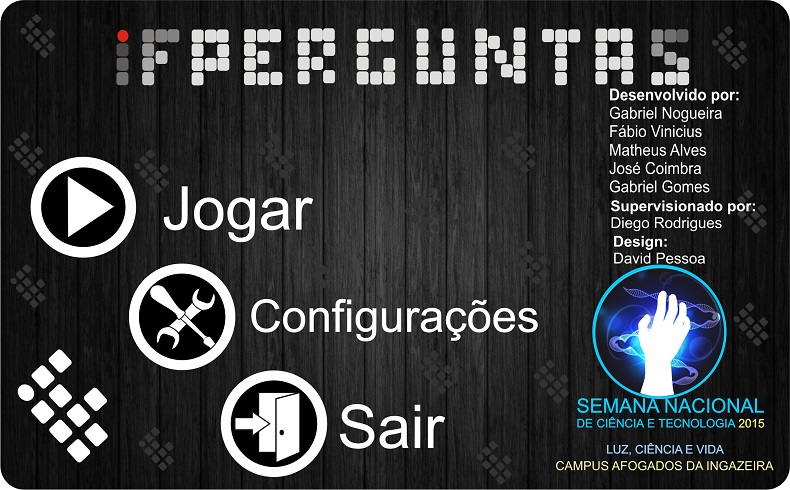 iFPERGUNTAS
Desenvolvido por:
Gabriel Nogueira
Fábio Vinicius
Matheus Alves
José Coimbra
Gabriel Gomes
Supervisionado por:
Diego Rodrigues
Design:
David Pessoa
Jogar
Configurações
Sair
SEMANA NACIONAL
DE CIÊNCIA E TECNOLOGIA 2015
LUZ, CIÊNCIA E VIDA
CAMPUS AFOGADOS DA INGAZEIRA